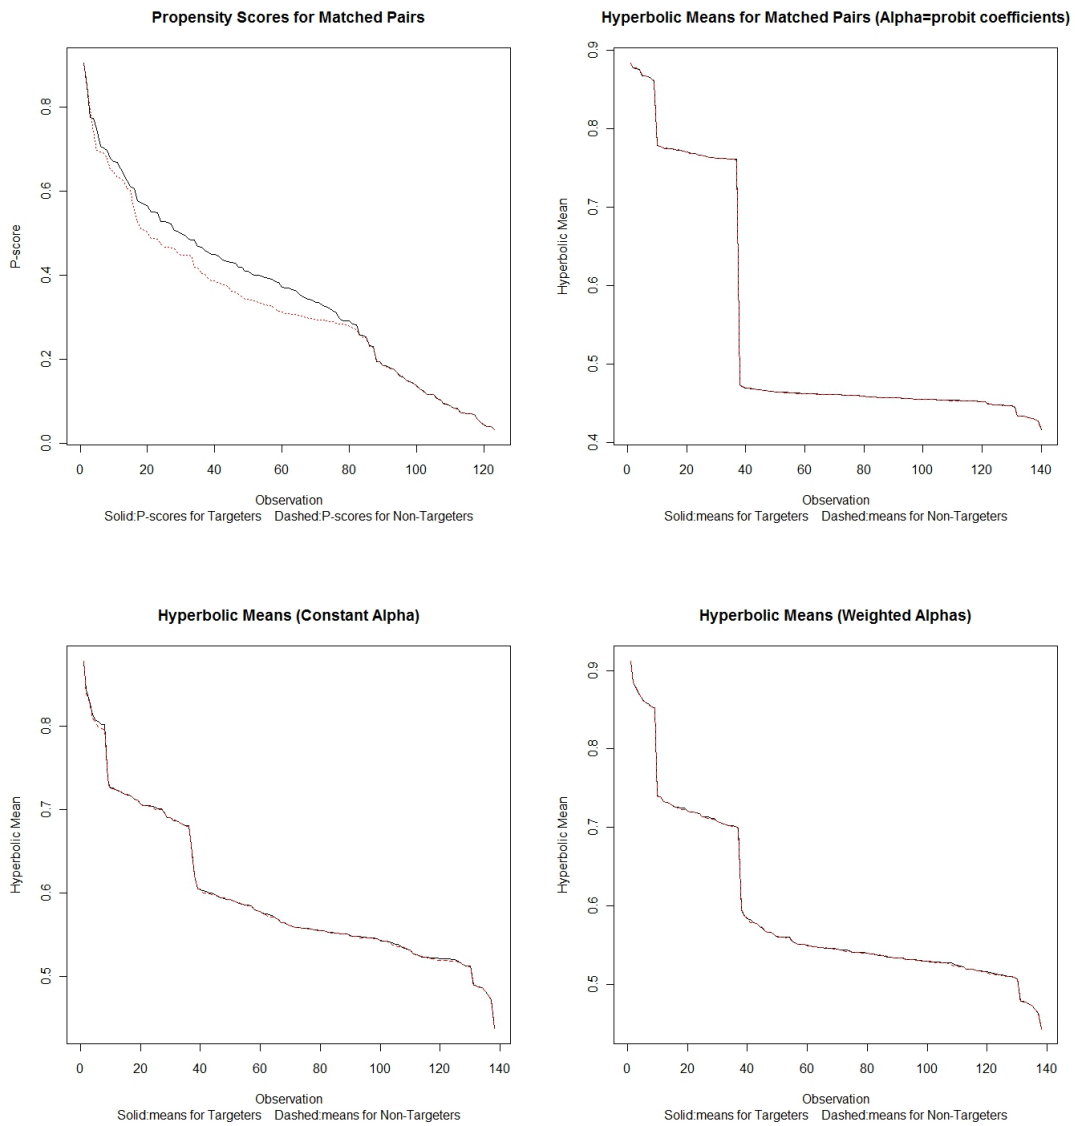 Propensity Scores for Matched Pairs
P-score
0.0 0.2 0.4 0.6 0.8
0 20 40 60 80 100 120
Observation
Solid:P-scores for Targeters Dashed:P-scores for Non-Targeters
Hyperbolic Means for Matched Pairs (Alpha=probit coefficients)
Hyperbolic Mean
0.4 0.5 0.6 0.7 0.8 0.9
0 20 40 60 80 100 120 140
Observation
Solid:means for Targeters Dashed:means for Non-Targeters
Hyperbolic Means (Constant Alpha)
Hyperbolic Mean
0.5 0.6 0.7 0.8
0 20 40 60 80 100 120 140
Observation
Solid:means for Targeters Dashed:means for Non-Targeters
Hyperbolic Means (Weighted Alphas)
Hyperbolic Mean
0.5 0.6 0.7 0.8 0.9
0 20 40 60 80 100 120 140
Observation
Solid:means for Targeters Dashed:means for Non-Targeters